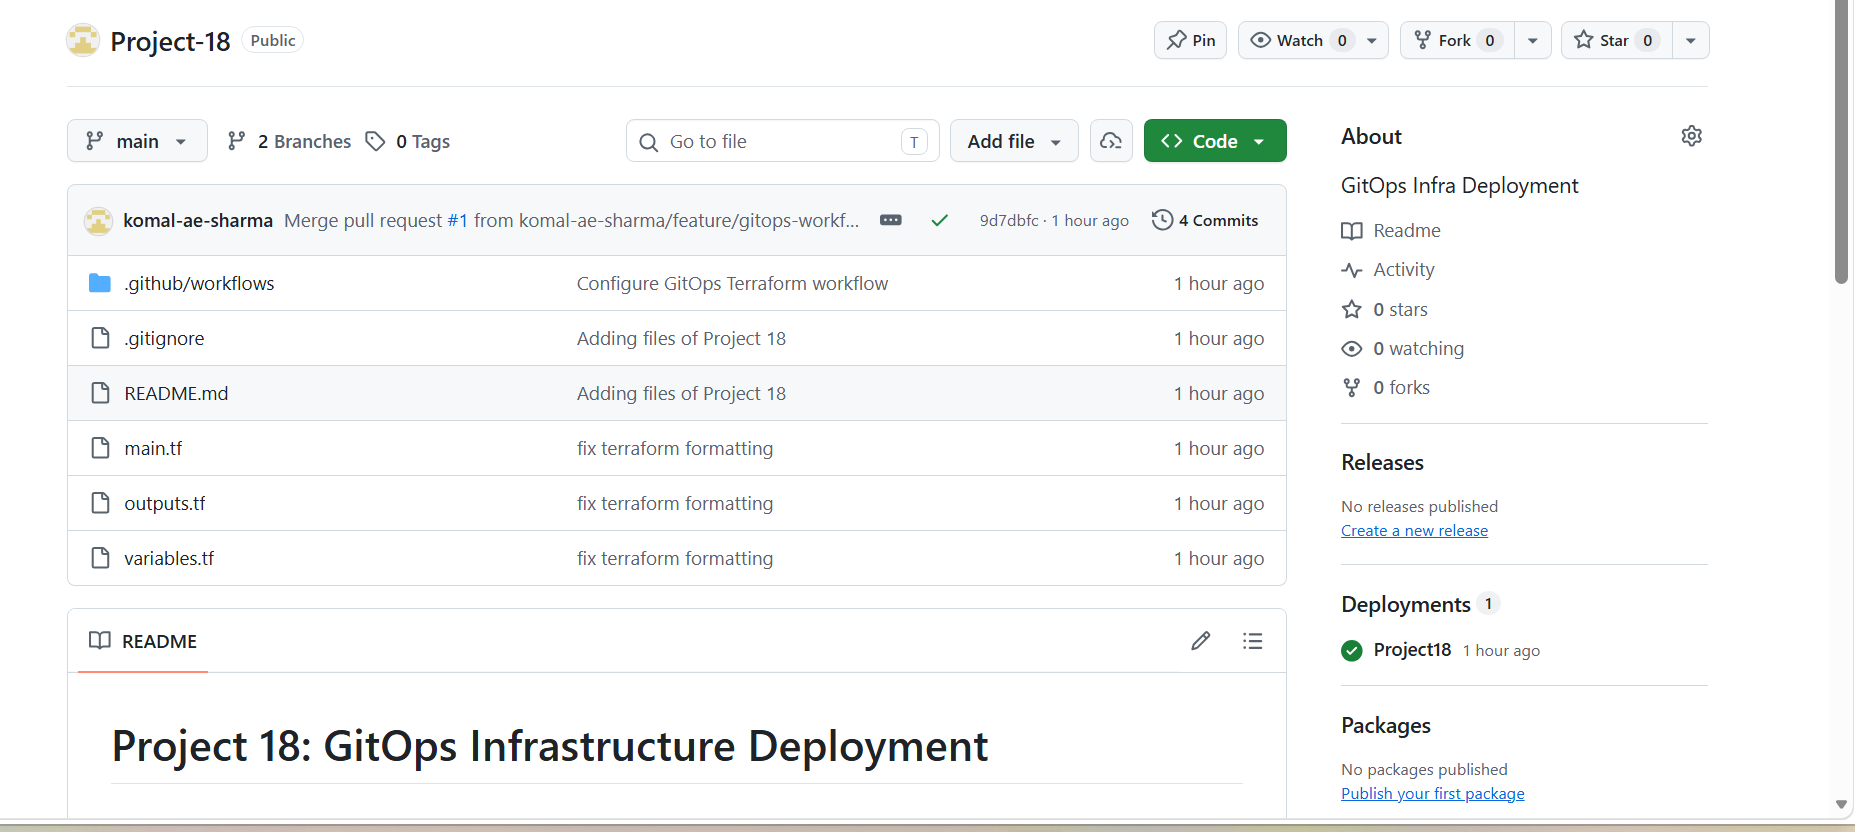 Project-18 Public Pin Watch 0 Fork 0 Star 0
main 2 Branches 0 Tags Go to file T Add file Code
komal-ae-sharma Merge pull request #1 from komal-ae-sharma/feature/gitops-workf... 9d7dbfc · 1 hour ago 4 Commits
.github/workflows Configure GitOps Terraform workflow 1 hour ago
.gitignore Adding files of Project 18 1 hour ago
README.md Adding files of Project 18 1 hour ago
main.tf fix terraform formatting 1 hour ago
outputs.tf fix terraform formatting 1 hour ago
variables.tf fix terraform formatting 1 hour ago
README
Project 18: GitOps Infrastructure Deployment
About
GitOps Infra Deployment
Readme
Activity
0 stars
0 watching
0 forks
Releases
No releases published
Create a new release
Deployments 1
Project18 1 hour ago
Packages
No packages published
Publish your first package